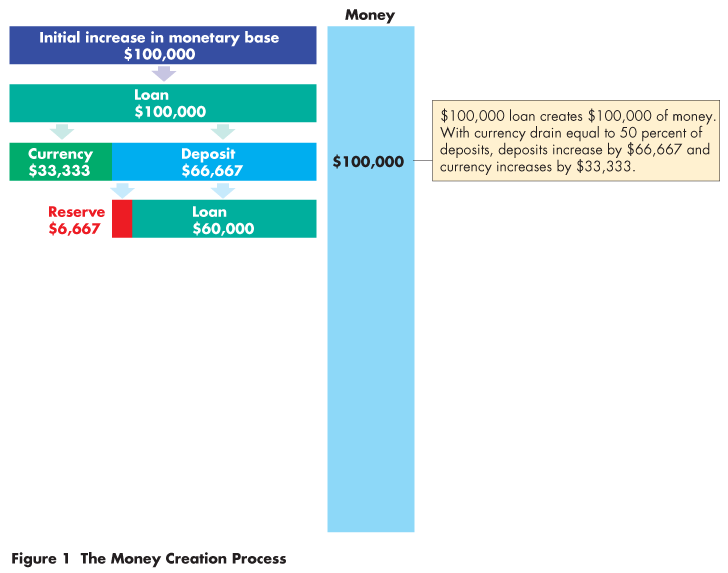 Money
Initial increase in monetary base
$100,000
Loan
$100,000
Currency
$33,333
Deposit
$66,667
$100,000
$100,000 loan creates $100,000 of money.
With currency drain equal to 50 percent of
deposits, deposits increase by $66,667 and
currency increases by $33,333.
Reserve
$6,667
Loan
$60,000
Figure 1 The Money Creation Process